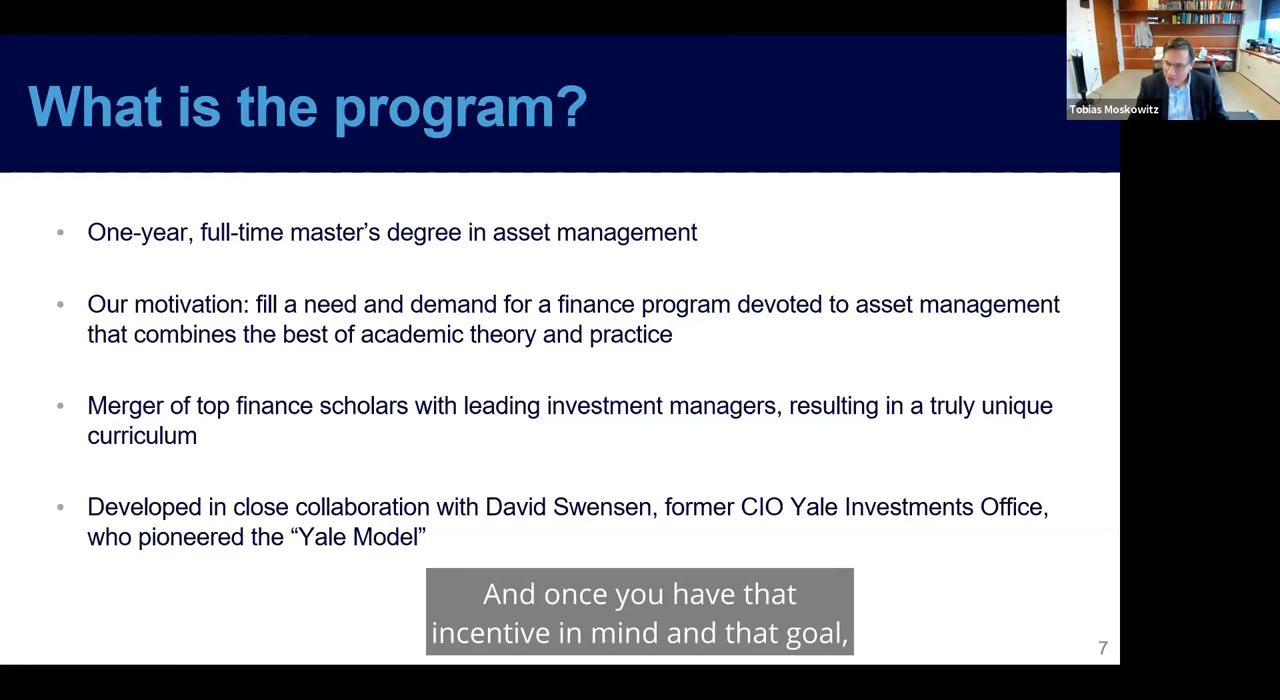 What is the program?
Tobias Moskowitz
• One-year, full-time master’s degree in asset management
• Our motivation: fill a need and demand for a finance program devoted to asset management
that combines the best of academic theory and practice
• Merger of top finance scholars with leading investment managers, resulting in a truly unique
curriculum
• Developed in close collaboration with David Swensen, former CIO Yale Investments Office,
who pioneered the “Yale Model”
And once you have that
incentive in mind and that goal,
7